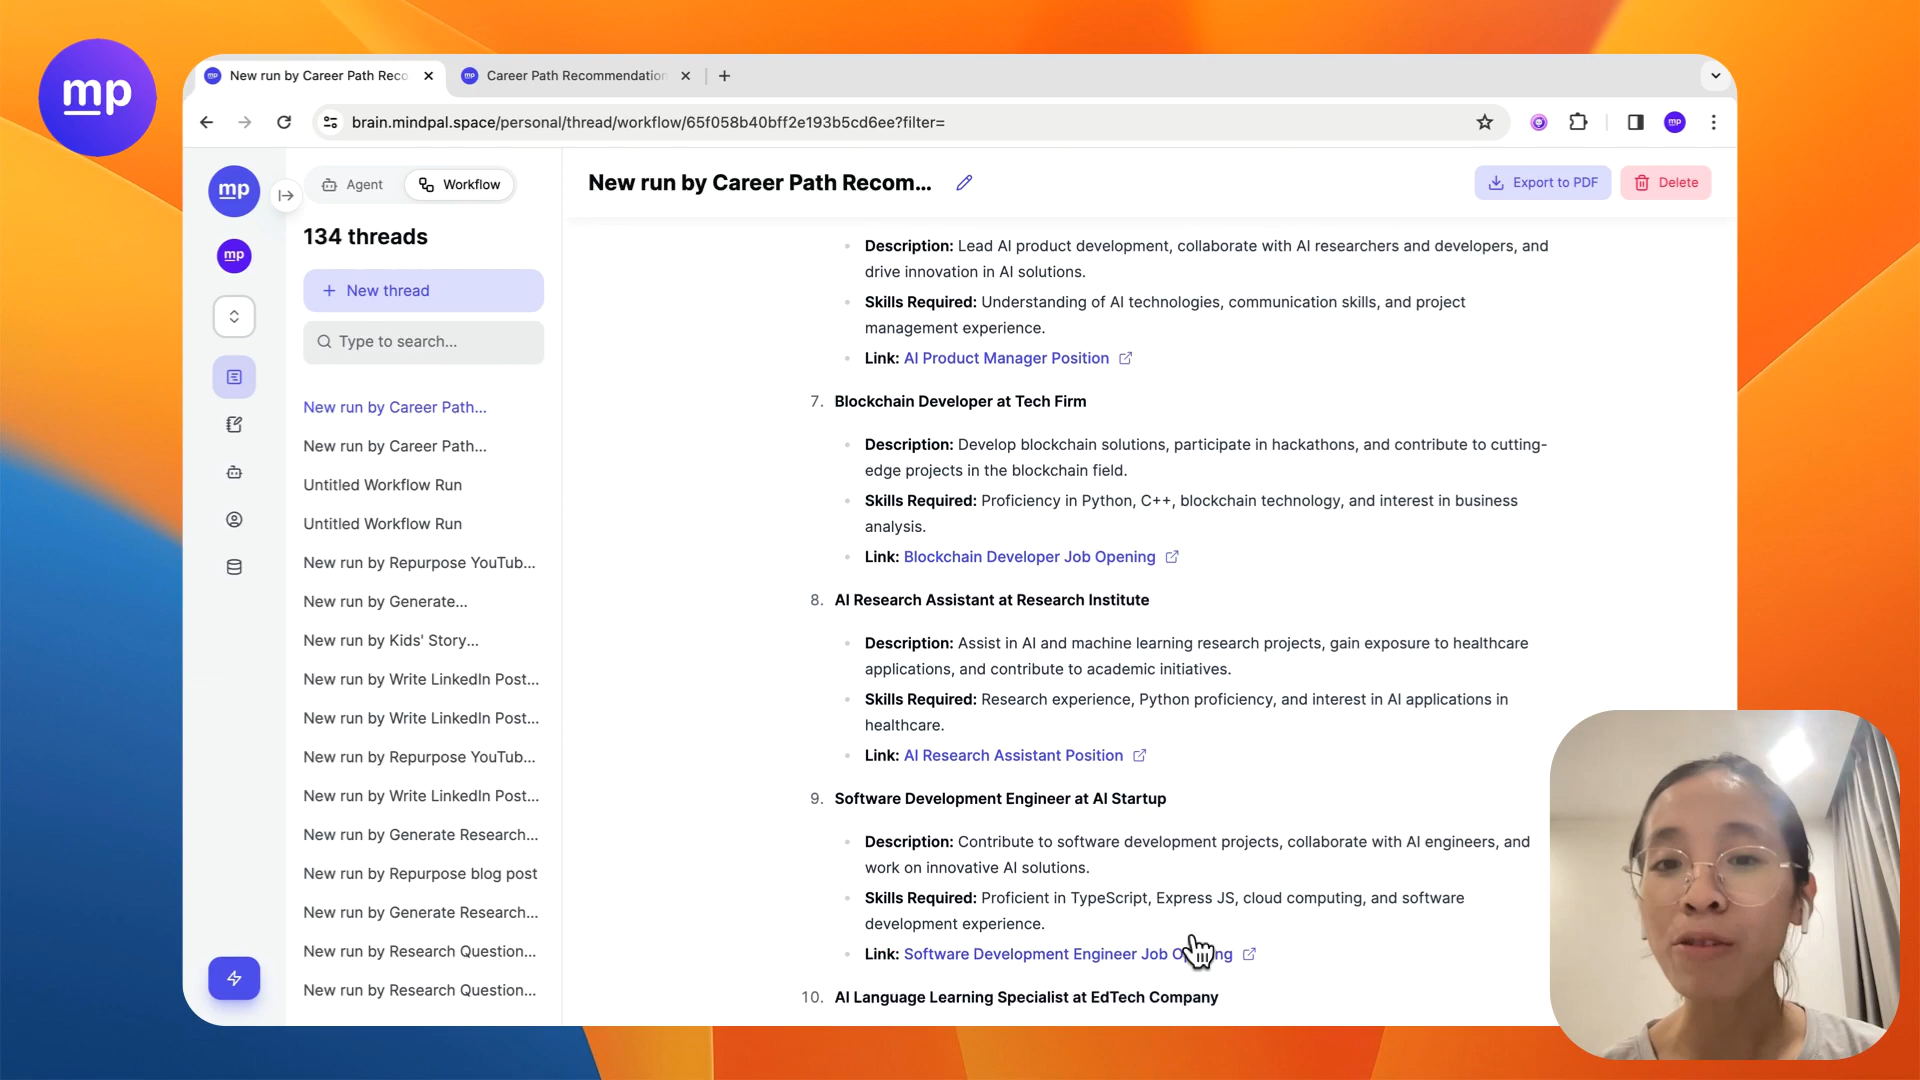 mp
New run by Career Path Reco
Career Path Recommendation
brain.mindpal.space/personal/thread/workflow/65f058b40bff2e193b5cd6ee?filter=
mp
mp
mp
Agent
Workflow
134 threads
+ New thread
Type to search...
New run by Career Path...
New run by Career Path...
Untitled Workflow Run
Untitled Workflow Run
New run by Repurpose YouTub...
New run by Generate...
New run by Kids' Story...
New run by Write LinkedIn Post...
New run by Write LinkedIn Post...
New run by Repurpose YouTub...
New run by Write LinkedIn Post...
New run by Generate Research...
New run by Repurpose blog post
New run by Generate Research...
New run by Research Question...
New run by Research Question...
New run by Career Path Recom...
Export to PDF
Delete
Description: Lead AI product development, collaborate with AI researchers and developers, and
drive innovation in AI solutions.
Skills Required: Understanding of AI technologies, communication skills, and project
management experience.
Link: AI Product Manager Position
7. Blockchain Developer at Tech Firm
Description: Develop blockchain solutions, participate in hackathons, and contribute to cutting-
edge projects in the blockchain field.
Skills Required: Proficiency in Python, C++, blockchain technology, and interest in business
analysis.
Link: Blockchain Developer Job Opening
8. AI Research Assistant at Research Institute
Description: Assist in AI and machine learning research projects, gain exposure to healthcare
applications, and contribute to academic initiatives.
Skills Required: Research experience, Python proficiency, and interest in AI applications in
healthcare.
Link: AI Research Assistant Position
9. Software Development Engineer at AI Startup
Description: Contribute to software development projects, collaborate with AI engineers, and
work on innovative AI solutions.
Skills Required: Proficient in TypeScript, Express JS, cloud computing, and software
development experience.
Link: Software Development Engineer Job
10. AI Language Learning Specialist at EdTech Company